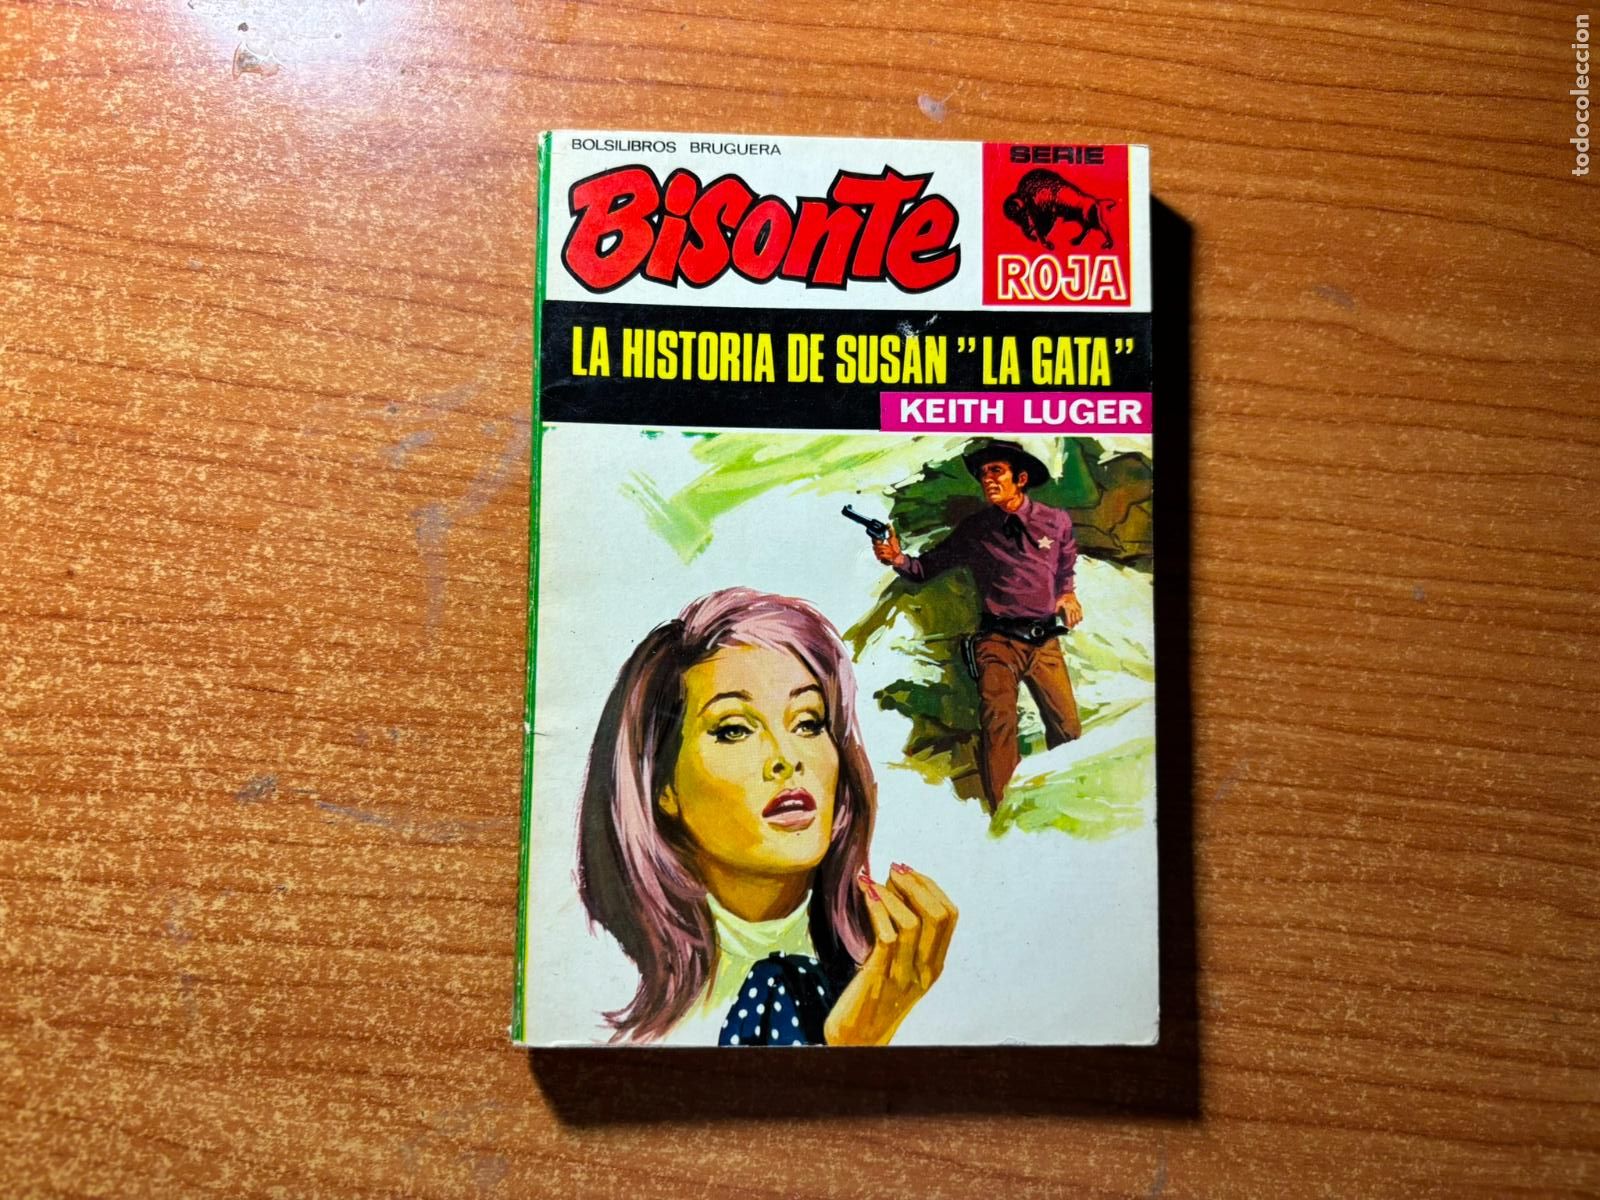 BOLSILIBROS BRUGUERA
Bisonte
SERIE
ROJA
LA HISTORIA DE SUSAN "LA GATA"
KEITH LUGER
todocoleccion